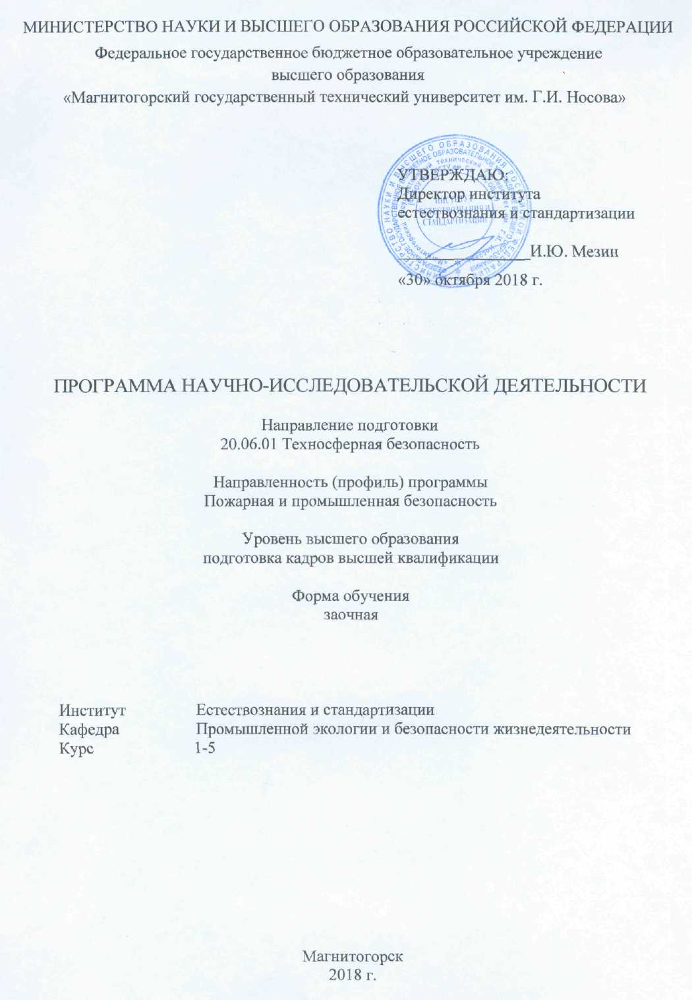 МИНИСТЕРСТВО НАУКИ И ВЫСШЕГО ОБРАЗОВАНИЯ РОССИЙСКОЙ ФЕДЕРАЦИИ
Федеральное государственное бюджетное образовательное учреждение
высшего образования
«Магнитогорский государственный технический университет им. Г.И. Носова»
УТВЕРЖДАЮ:
Директор института
естествознания и стандартизации
И.Ю. Мезин
«30» октября 2018 г.
ИНСТИТУТ
ЕСТЕСТВОЗНАНИЯ И
СТАНДАРТИЗАЦИИ
ПРОГРАММА НАУЧНО-ИССЛЕДОВАТЕЛЬСКОЙ ДЕЯТЕЛЬНОСТИ
Направление подготовки
20.06.01 Техносферная безопасность
Направленность (профиль) программы
Пожарная и промышленная безопасность
Уровень высшего образования
подготовка кадров высшей квалификации
Форма обучения
заочная
Институт Естествознания и стандартизации
Кафедра Промышленной экологии и безопасности жизнедеятельности
Курс 1-5
Магнитогорск
2018 г.